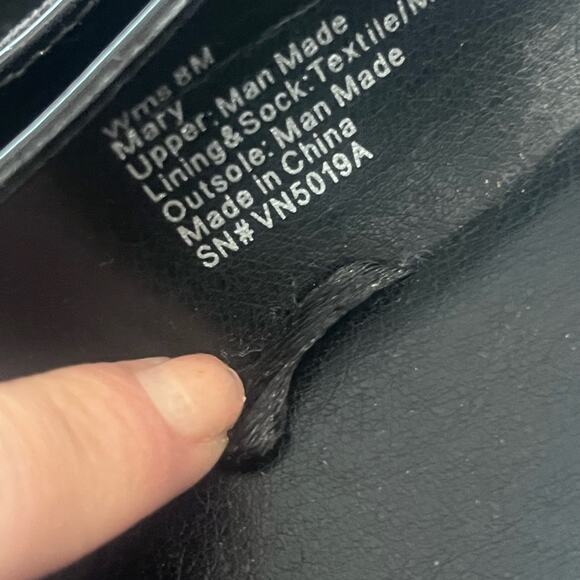 Wms 8M
Mary
Upper: Man Made
Lining&Sock:Textile/M
Outsole: Man Made
Made in China
SN# VN5019A